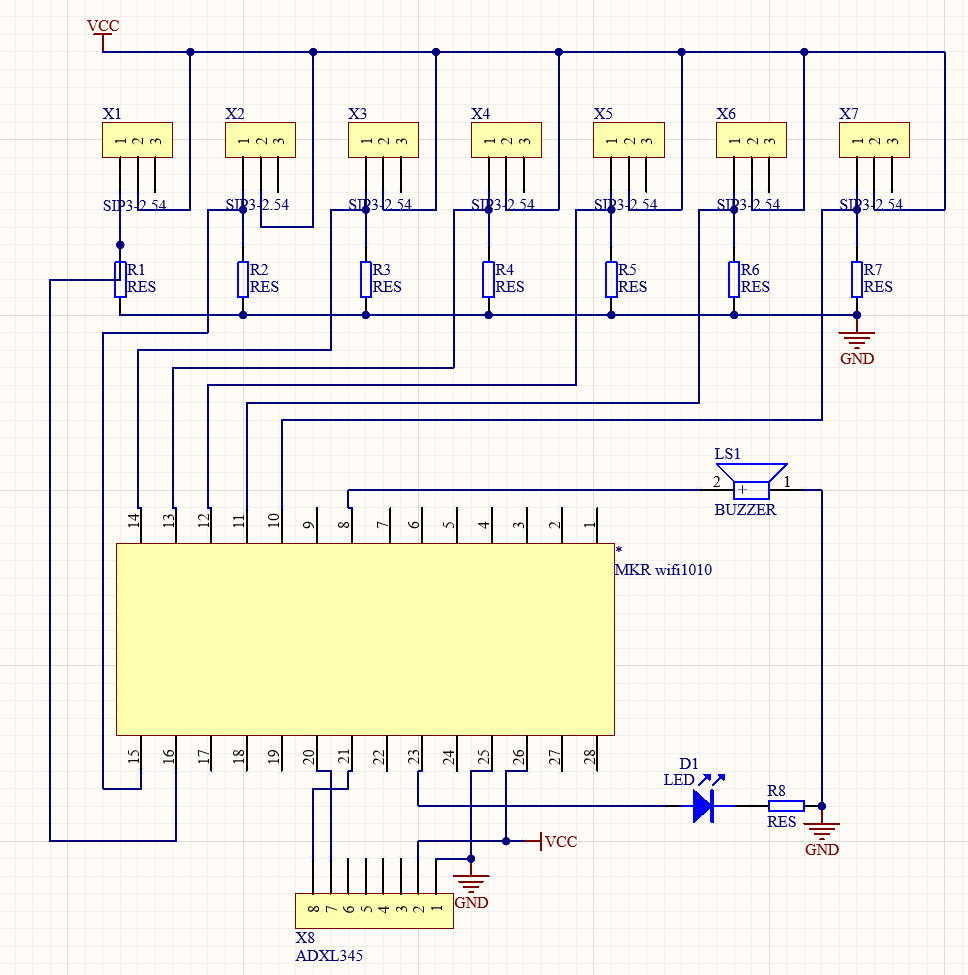 VCC
X1 X2 X3 X4 X5 X6 X7
1 2 3 1 2 3 1 2 3 1 2 3 1 2 3 1 2 3 1 2 3
SIP3-2.54 SIP3-2.54 SIP3-2.54 SIP3-2.54 SIP3-2.54 SIP3-2.54 SIP3-2.54
R1 R2 R3 R4 R5 R6 R7
RES RES RES RES RES RES RES
GND
LS1
2 + 1
BUZZER
14 13 12 11 10 9 8 7 6 5 4 3 2 1
*
MKR wifi1010
15 16 17 18 19 20 21 22 23 24 25 26 27 28
D1
LED
R8
RES
GND
VCC
GND
8 7 6 5 4 3 2 1
X8
ADXL345